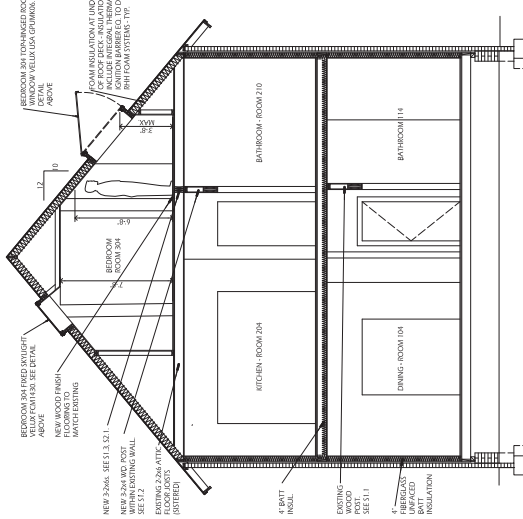 BEDROOM 304 TOP-HINGED ROO
WINDOW VELUX USA GPUMK06.
DETAIL
ABOVE
FOAM INSULATION AT UND
OF ROOF DECK - INSULATIO
INCLUDE INTEGRAL THERMA
IGNITION BARRIER EQ. TO D
RHH FOAM SYSTEMS - TYP.
3'-8"
MAX.
12
10
6'-8"
7'-8"
BEDROOM
ROOM 304
BEDROOM 304 FIXED SKYLIGHT
VELUX FCM1430. SEE DETAIL
ABOVE
NEW WOOD FINISH
FLOORING TO
MATCH EXISTING
NEW 3-2x6s. SEE S1.3, S2.1.
NEW 3-2x4 WD. POST
WITHIN EXISTING WALL.
SEE S1.2
EXISTING 2-2x6 ATTIC
FLOOR JOISTS
(SISTERED)
BATHROOM - ROOM 210
BATHROOM 114
KITCHEN - ROOM 204
DINING - ROOM 104
4" BATT
INSUL.
EXISTING
WOOD
POST.
SEE S1.1
4"
FIBERGLASS
UNFACED
BATT
INSULATION